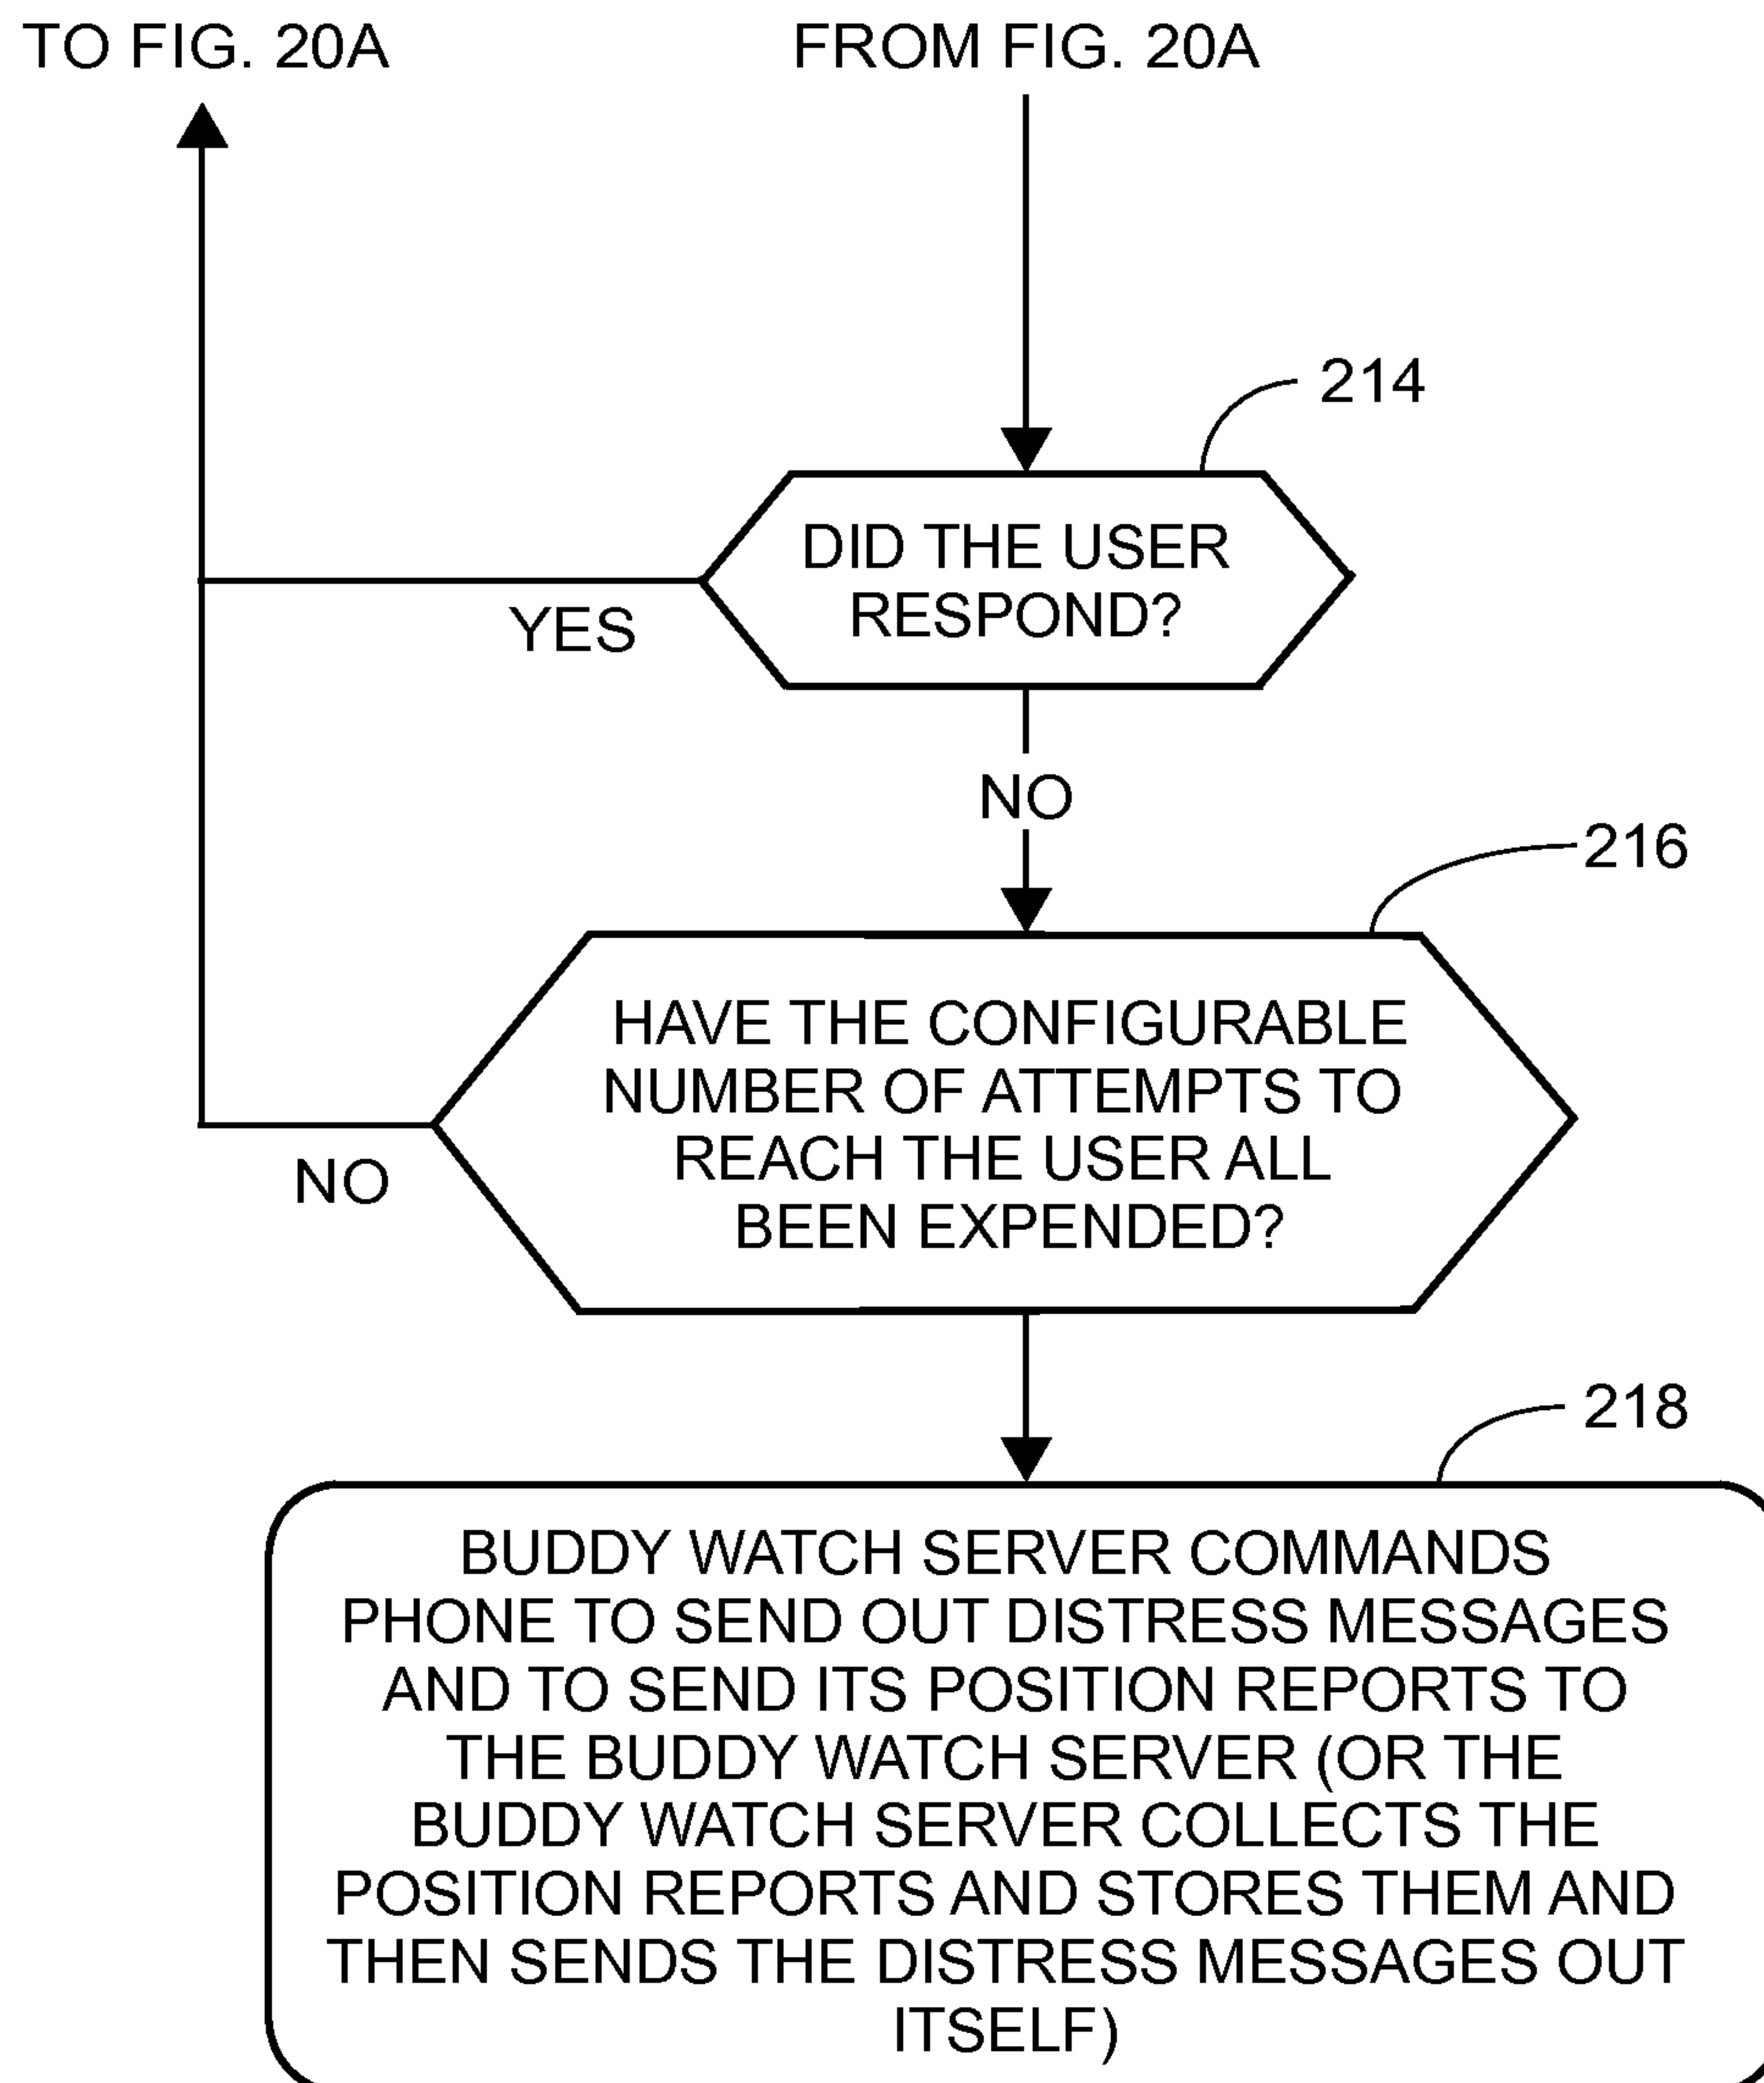 TO FIG. 20A
FROM FIG. 20A
214
DID THE USER
RESPOND?
YES
NO
216
HAVE THE CONFIGURABLE
NUMBER OF ATTEMPTS TO
REACH THE USER ALL
BEEN EXPENDED?
NO
218
BUDDY WATCH SERVER COMMANDS
PHONE TO SEND OUT DISTRESS MESSAGES
AND TO SEND ITS POSITION REPORTS TO
THE BUDDY WATCH SERVER (OR THE
BUDDY WATCH SERVER COLLECTS THE
POSITION REPORTS AND STORES THEM AND
THEN SENDS THE DISTRESS MESSAGES OUT
ITSELF)